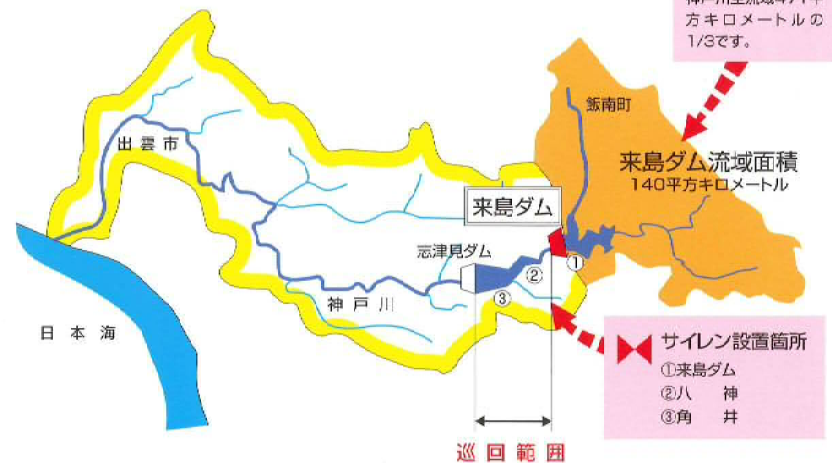 方キロメートルの
1/3です。
飯南町
出雲市
来島ダム流域面積
140平方キロメートル
来島ダム
志津見ダム
①
②
③
神戸川
日本海
サイレン設置箇所
①来島ダム
②八　神
③角　井
巡回範囲